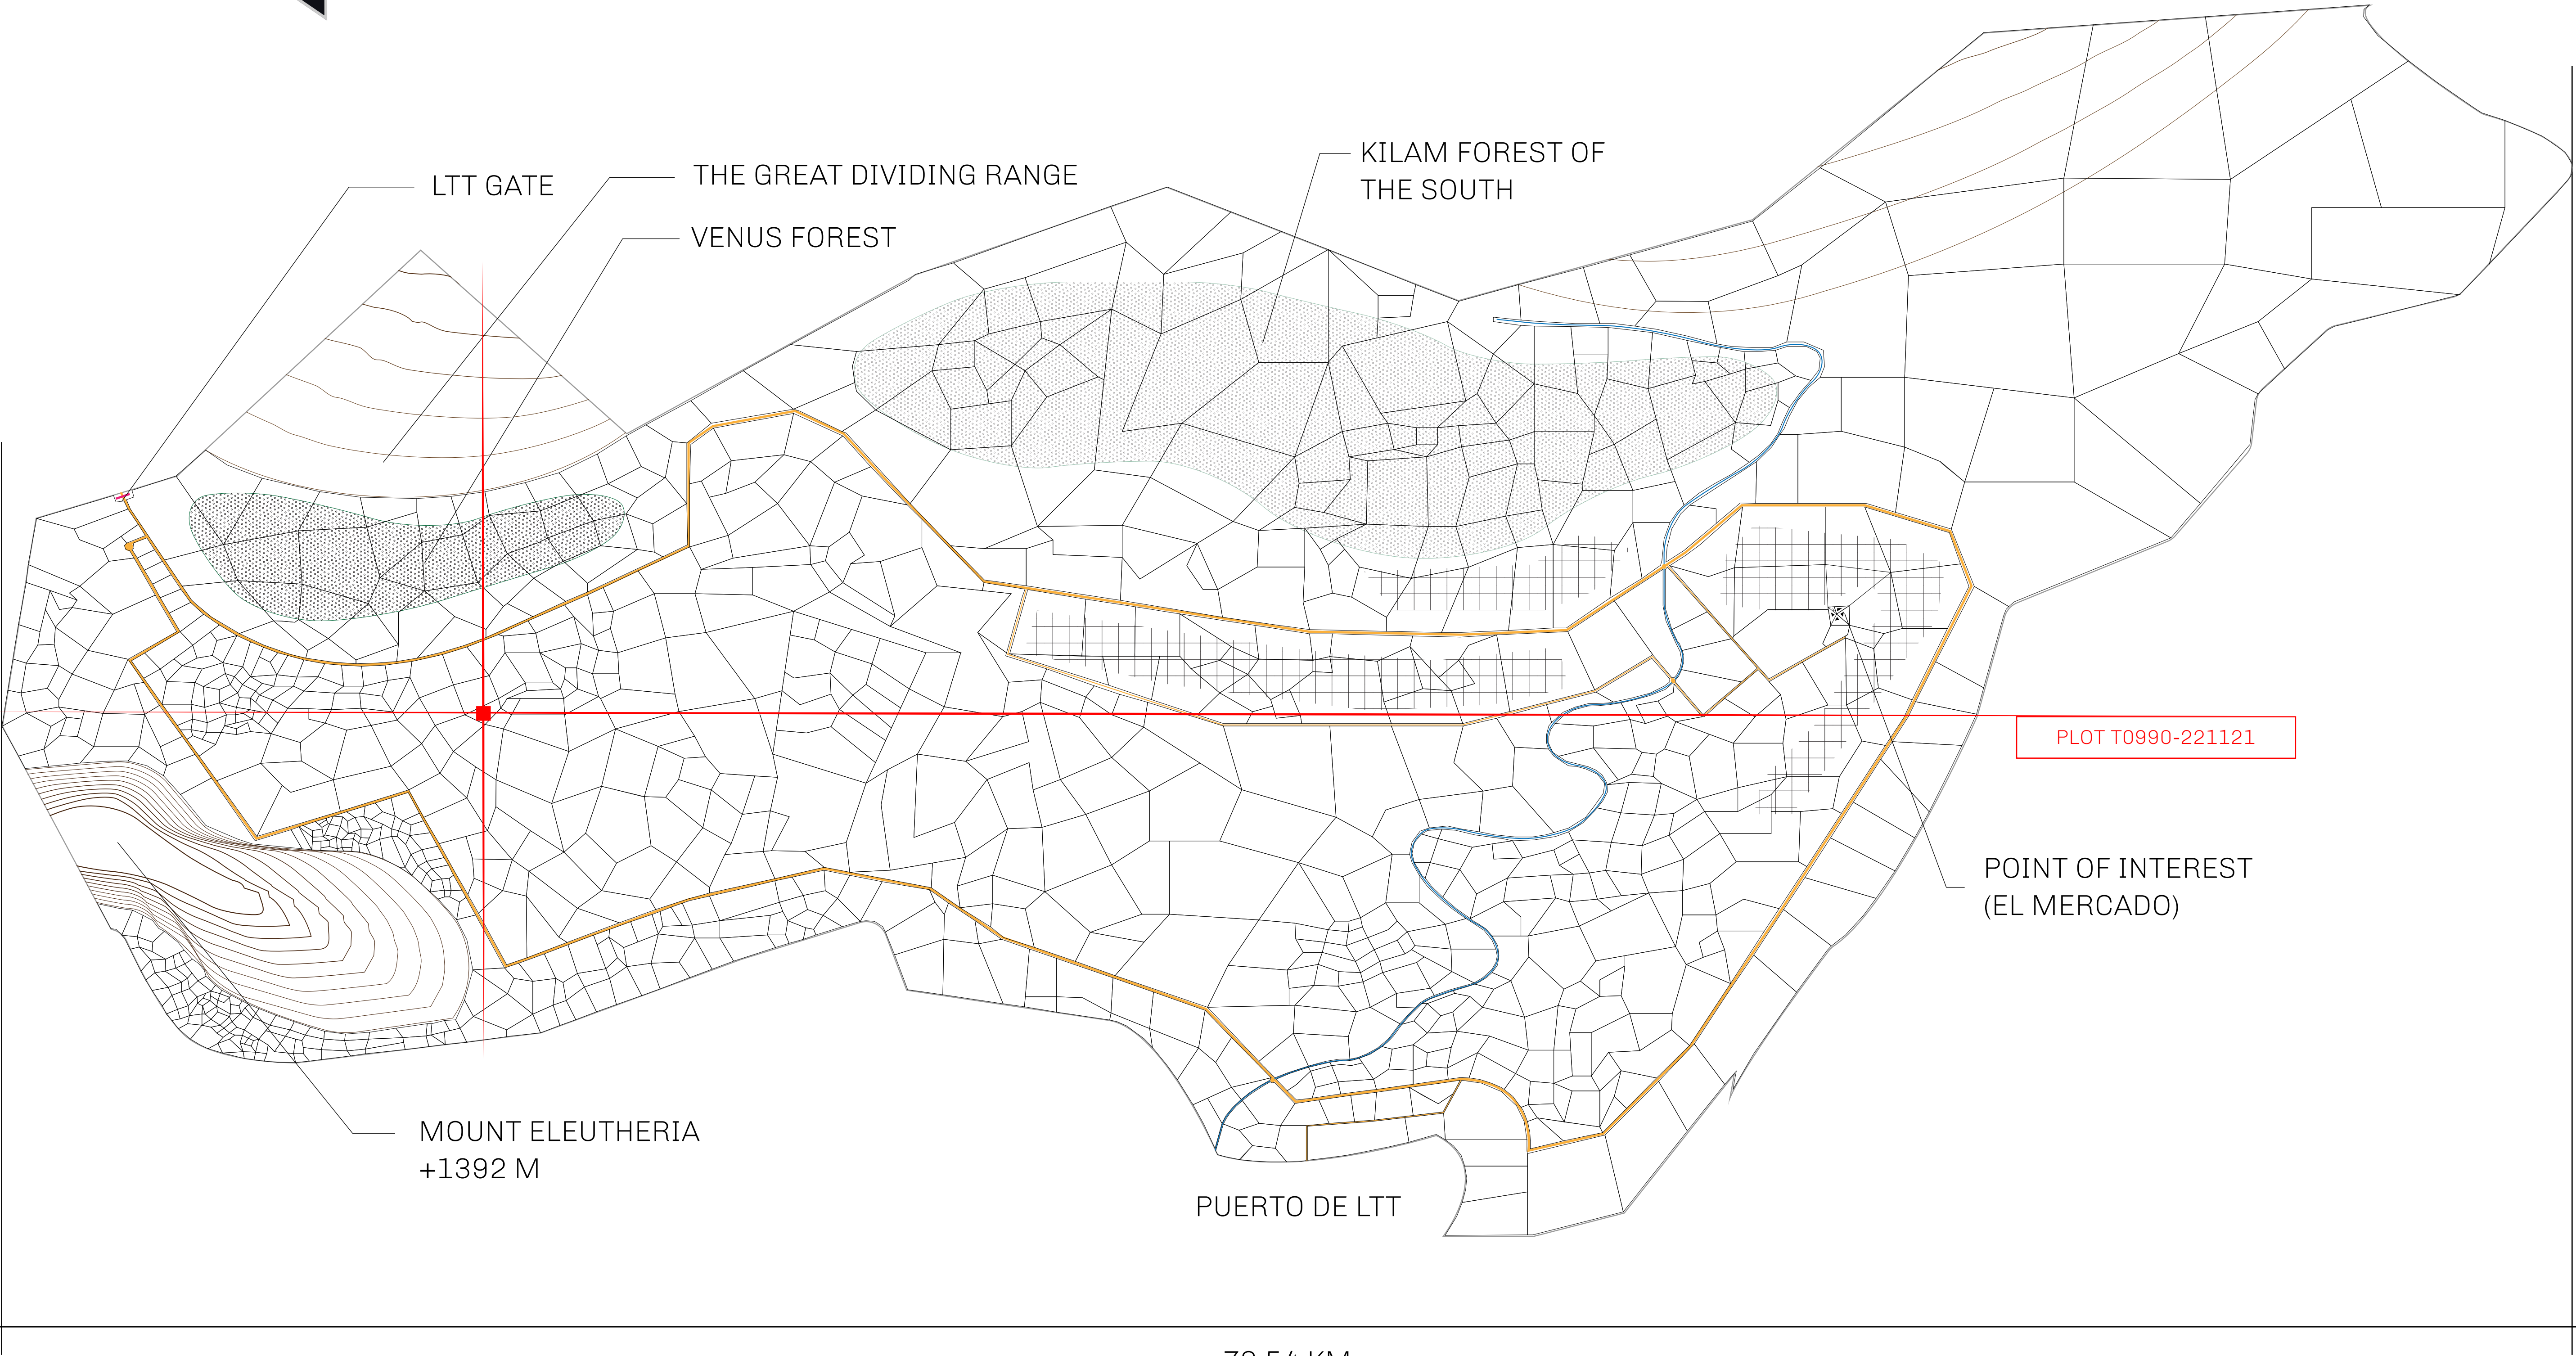 KILAM FOREST OF
THE SOUTH
LTT GATE
THE GREAT DIVIDING RANGE
VENUS FOREST
PLOT T0990-221121
POINT OF INTEREST
(EL MERCADO)
MOUNT ELEUTHERIA
+1392 M
PUERTO DE LTT
KM